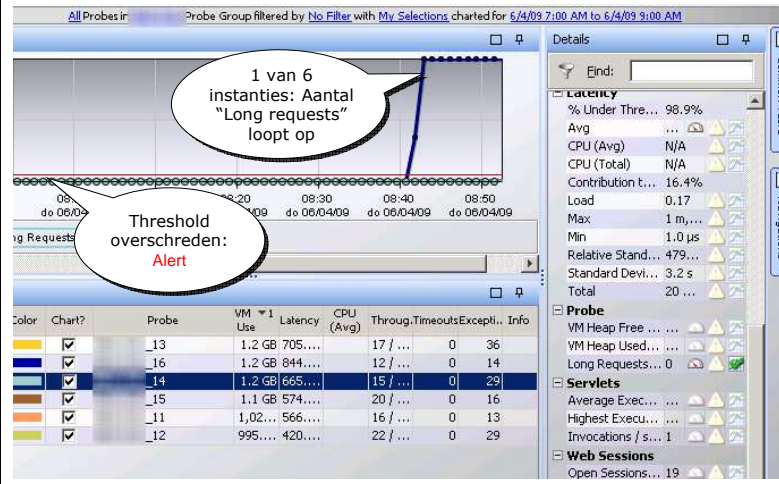 All Probes in Probe Group filtered by No Filter with My Selections charted for 6/4/09 7:00 AM to 6/4/09 9:00 AM
Details
Find:
1 van 6
instanties: Aantal
“Long requests”
loopt op
Latency
% Under Thre... 98.9%
Avg ...
CPU (Avg) N/A
CPU (Total) N/A
Contribution t... 16.4%
Load 0.17
Max 1 m,...
Min 1.0 µs
Relative Stand... 479...
Standard Devi... 3.2 s
Total 20 ...
08:20 08:30 08:40 08:50
do 06/04/09 do 06/04/09 do 06/04/09
Threshold
overschreden:
Alert
ng Requests
Color Chart? Probe VM Use 1 Latency CPU (Avg) Throug. Timeouts Excepti.. Info
_13 1.2 GB 705.... 17 / ... 0 36
_16 1.2 GB 844.... 12 / ... 0 14
_14 1.2 GB 665.... 15 / ... 0 29
_15 1.1 GB 574.... 20 / ... 0 16
_11 1,02... 566.... 16 / ... 0 13
_12 995.... 420.... 22 / ... 0 29
Probe
VM Heap Free ... ...
VM Heap Used... ...
Long Requests... 0
Servlets
Average Exec... ...
Highest Execu... ...
Invocations / s... 1
Web Sessions
Open Sessions... 19